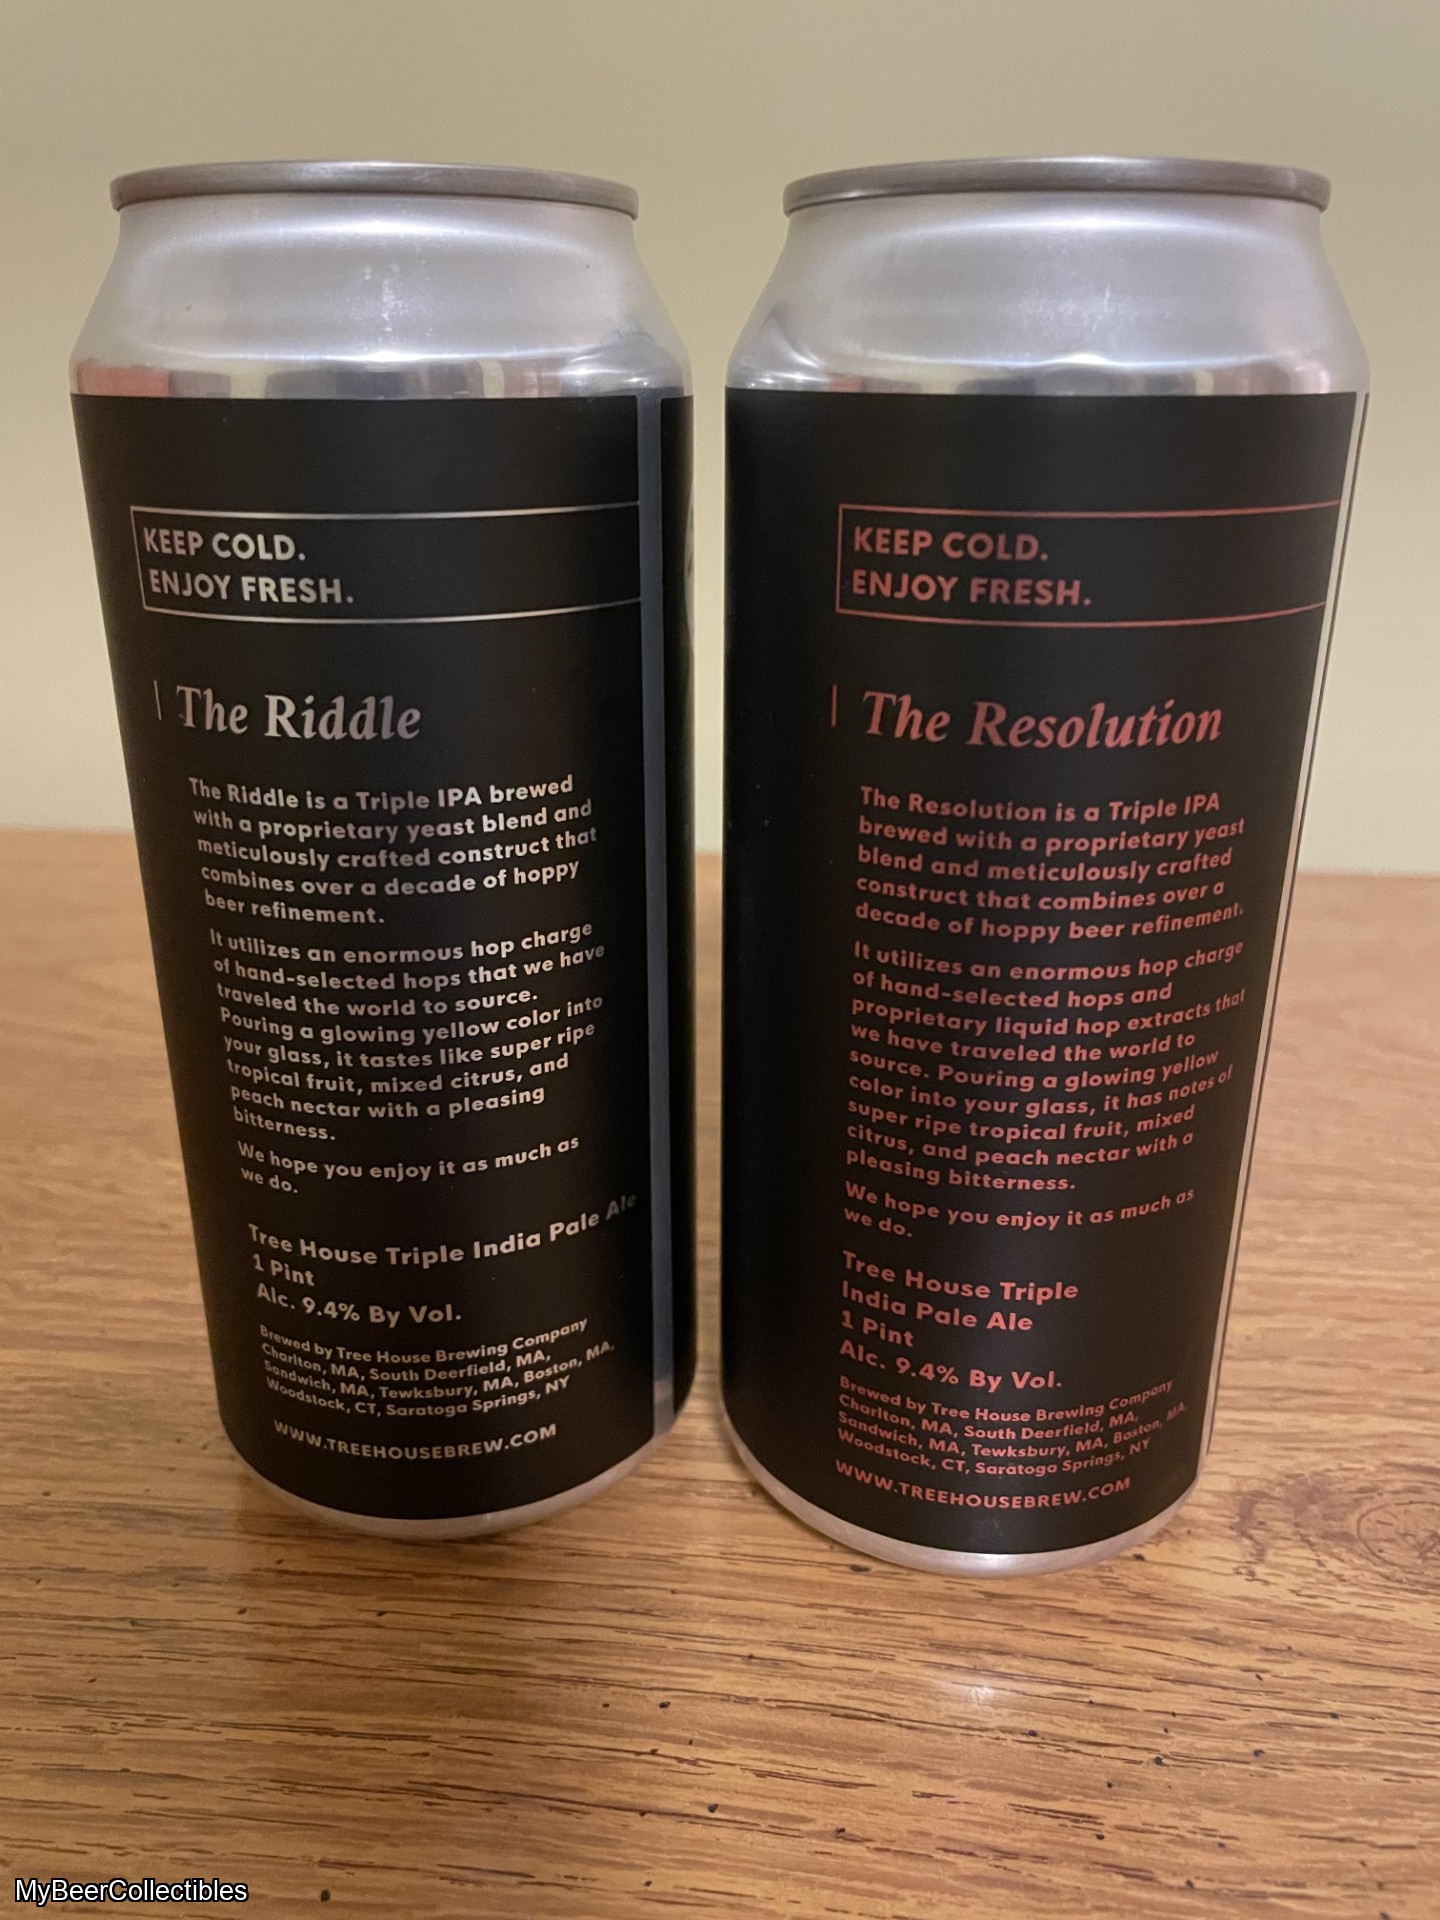 KEEP COLD.
ENJOY FRESH.
The Riddle
The Riddle is a Triple IPA brewed
with a proprietary yeast blend and
meticulously crafted construct that
combines over a decade of hoppy
beer refinement.
It utilizes an enormous hop charge
of hand-selected hops that we have
traveled the world to source.
Pouring a glowing yellow color into
your glass, it tastes like super ripe
tropical fruit, mixed citrus, and
peach nectar with a pleasing
bitterness.
We hope you enjoy it as much as
we do.
Tree House Triple India Pale Ale
1 Pint
Alc. 9.4% By Vol.
Brewed by Tree House Brewing Company
Charlton, MA, South Deerfield, MA,
Sandwich, MA, Tewksbury, MA, Boston, MA,
Woodstock, CT, Saratoga Springs, NY
WWW.TREEHOUSEBREW.COM
KEEP COLD.
ENJOY FRESH.
The Resolution
The Resolution is a Triple IPA
brewed with a proprietary yeast
blend and meticulously crafted
construct that combines over a
decade of hoppy beer refinement.
It utilizes an enormous hop charge
of hand-selected hops and
proprietary liquid hop extracts that
we have traveled the world to
source. Pouring a glowing yellow
color into your glass, it has notes of
super ripe tropical fruit, mixed
citrus, and peach nectar with a
pleasing bitterness.
We hope you enjoy it as much as
we do.
Tree House Triple
India Pale Ale
1 Pint
Alc. 9.4% By Vol.
Brewed by Tree House Brewing Company
Charlton, MA, South Deerfield, MA,
Sandwich, MA, Tewksbury, MA, Boston, MA,
Woodstock, CT, Saratoga Springs, NY
WWW.TREEHOUSEBREW.COM
MyBeerCollectibles